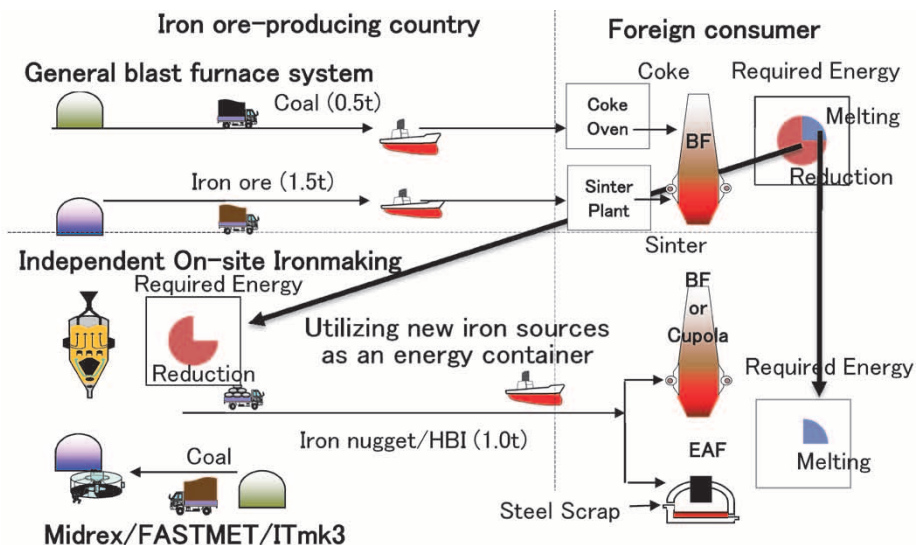 Iron ore-producing country
Foreign consumer
General blast furnace system
Coke
Required Energy
Coal (0.5t)
Coke
Oven
BF
Melting
Reduction
Iron ore (1.5t)
Sinter
Plant
Sinter
Independent On-site Ironmaking
Required Energy
Reduction
Utilizing new iron sources
as an energy container
BF
or
Cupola
Required Energy
Iron nugget/HBI (1.0t)
EAF
Melting
Coal
Steel Scrap
Midrex/FASTMET/ITmk3